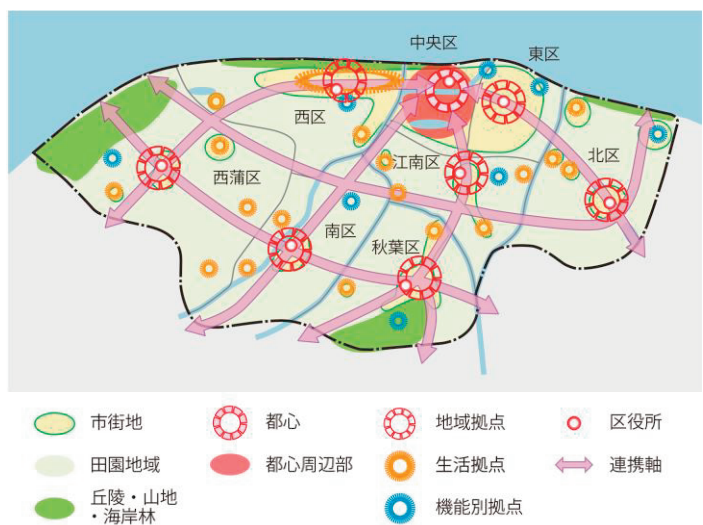 中央区
東区
西区
北区
江南区
西蒲区
南区
秋葉区
市街地
都心
地域拠点
区役所
田園地域
都心周辺部
生活拠点
連携軸
丘陵・山地
・海岸林
機能別拠点